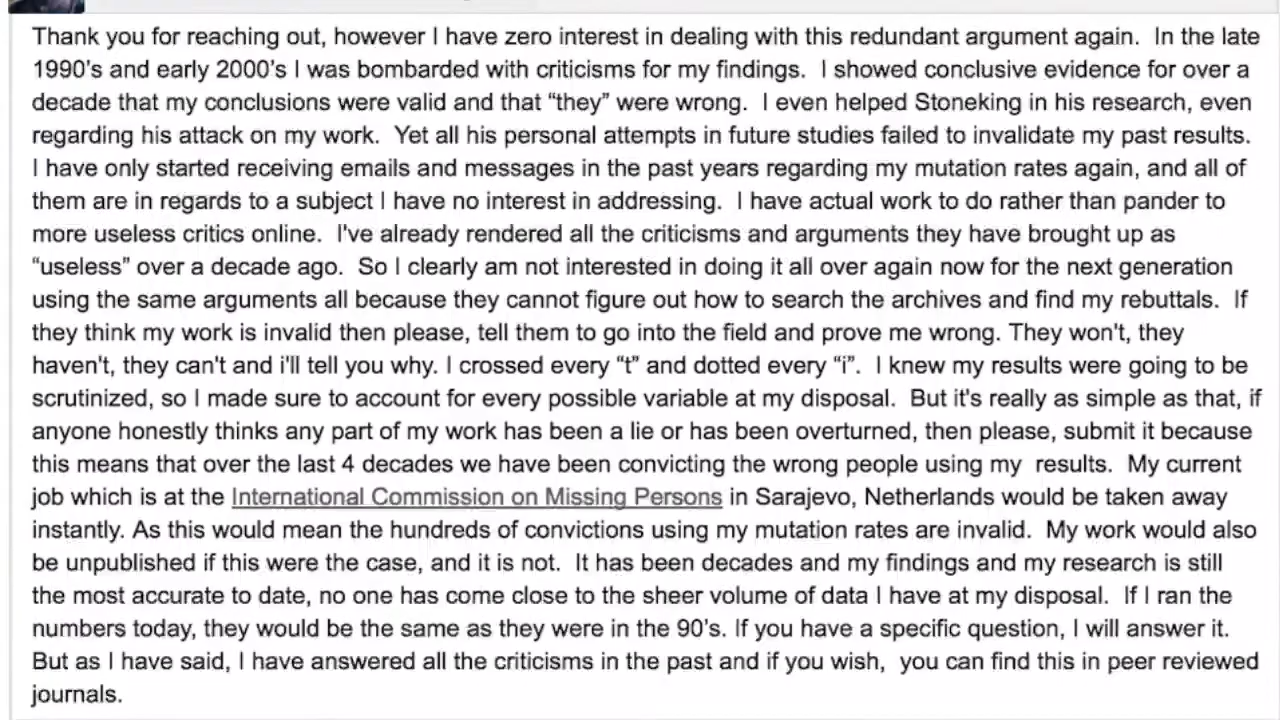 Thank you for reaching out, however I have zero interest in dealing with this redundant argument again.  In the late
1990's and early 2000's I was bombarded with criticisms for my findings.  I showed conclusive evidence for over a
decade that my conclusions were valid and that “they” were wrong.  I even helped Stoneking in his research, even
regarding his attack on my work.  Yet all his personal attempts in future studies failed to invalidate my past results.
I have only started receiving emails and messages in the past years regarding my mutation rates again, and all of
them are in regards to a subject I have no interest in addressing.  I have actual work to do rather than pander to
more useless critics online.  I've already rendered all the criticisms and arguments they have brought up as
“useless” over a decade ago.  So I clearly am not interested in doing it all over again now for the next generation
using the same arguments all because they cannot figure out how to search the archives and find my rebuttals.  If
they think my work is invalid then please, tell them to go into the field and prove me wrong. They won't, they
haven't, they can't and i'll tell you why. I crossed every “t” and dotted every “i”.  I knew my results were going to be
scrutinized, so I made sure to account for every possible variable at my disposal.  But it's really as simple as that, if
anyone honestly thinks any part of my work has been a lie or has been overturned, then please, submit it because
this means that over the last 4 decades we have been convicting the wrong people using my  results.  My current
job which is at the International Commission on Missing Persons in Sarajevo, Netherlands would be taken away
instantly. As this would mean the hundreds of convictions using my mutation rates are invalid.  My work would also
be unpublished if this were the case, and it is not.  It has been decades and my findings and my research is still
the most accurate to date, no one has come close to the sheer volume of data I have at my disposal.  If I ran the
numbers today, they would be the same as they were in the 90's. If you have a specific question, I will answer it.
But as I have said, I have answered all the criticisms in the past and if you wish,  you can find this in peer reviewed
journals.